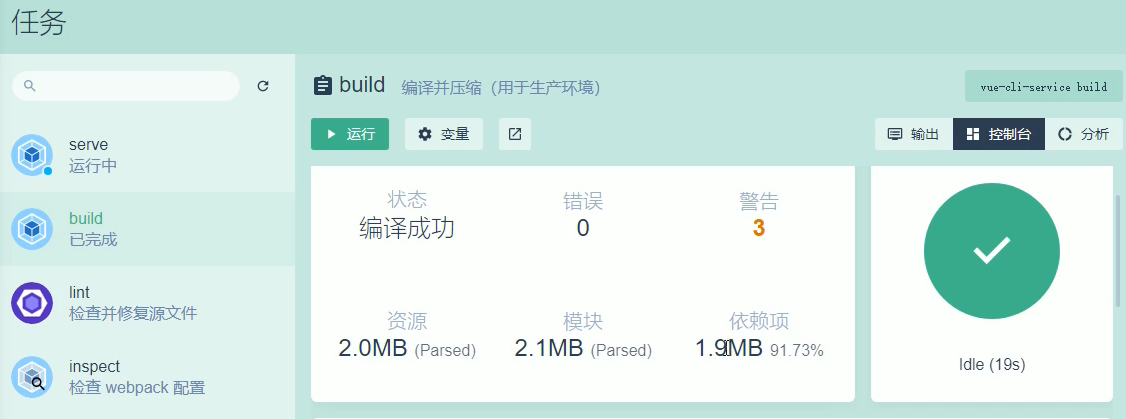 任务
serve
运行中
build
已完成
lint
检查并修复源文件
inspect
检查 webpack 配置
build 编译并压缩（用于生产环境）
vue-cli-service build
运行 变量
输出 控制台 分析
状态 错误 警告
编译成功 0 3
资源 模块 依赖项
2.0MB (Parsed) 2.1MB (Parsed) 1.9MB 91.73%
Idle (19s)